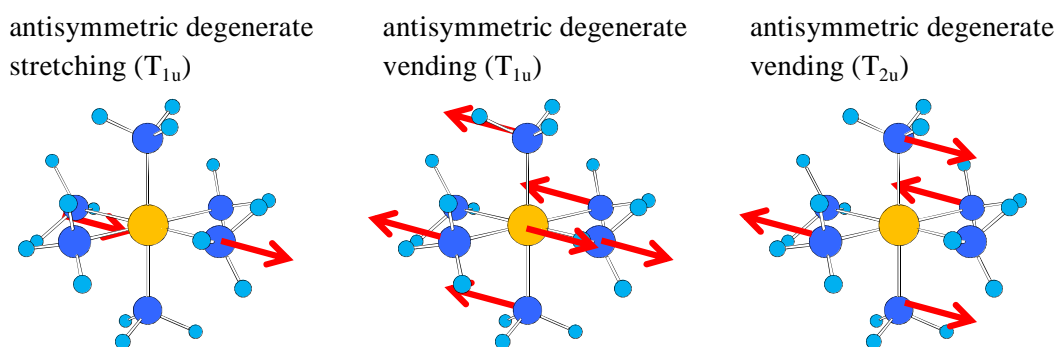 antisymmetric degenerate
stretching (T1u)
antisymmetric degenerate
vending (T1u)
antisymmetric degenerate
vending (T2u)